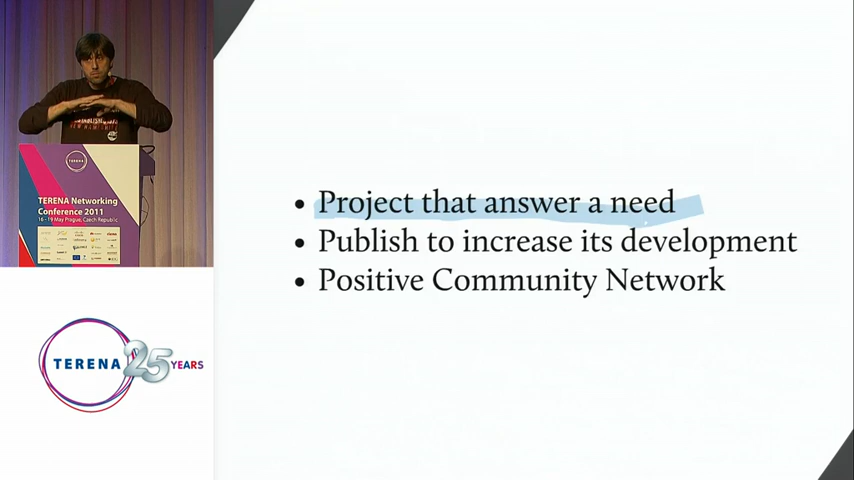 TERENA
TERENA Networking
Conference 2011
16 - 19 May Prague, Czech Republic
TERENA 25 YEARS
• Project that answer a need
• Publish to increase its development
• Positive Community Network